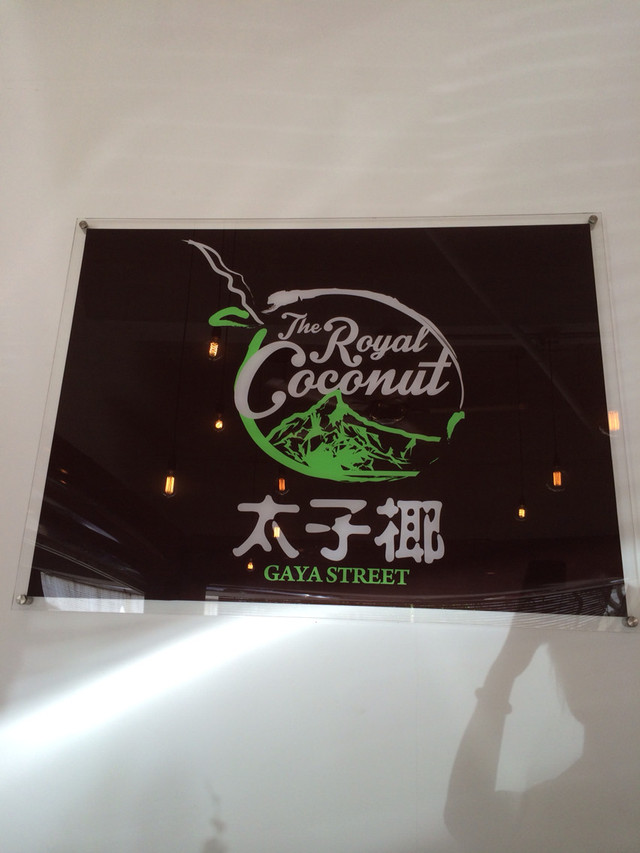 The Royal
Coconut
太子椰
GAYA STREET